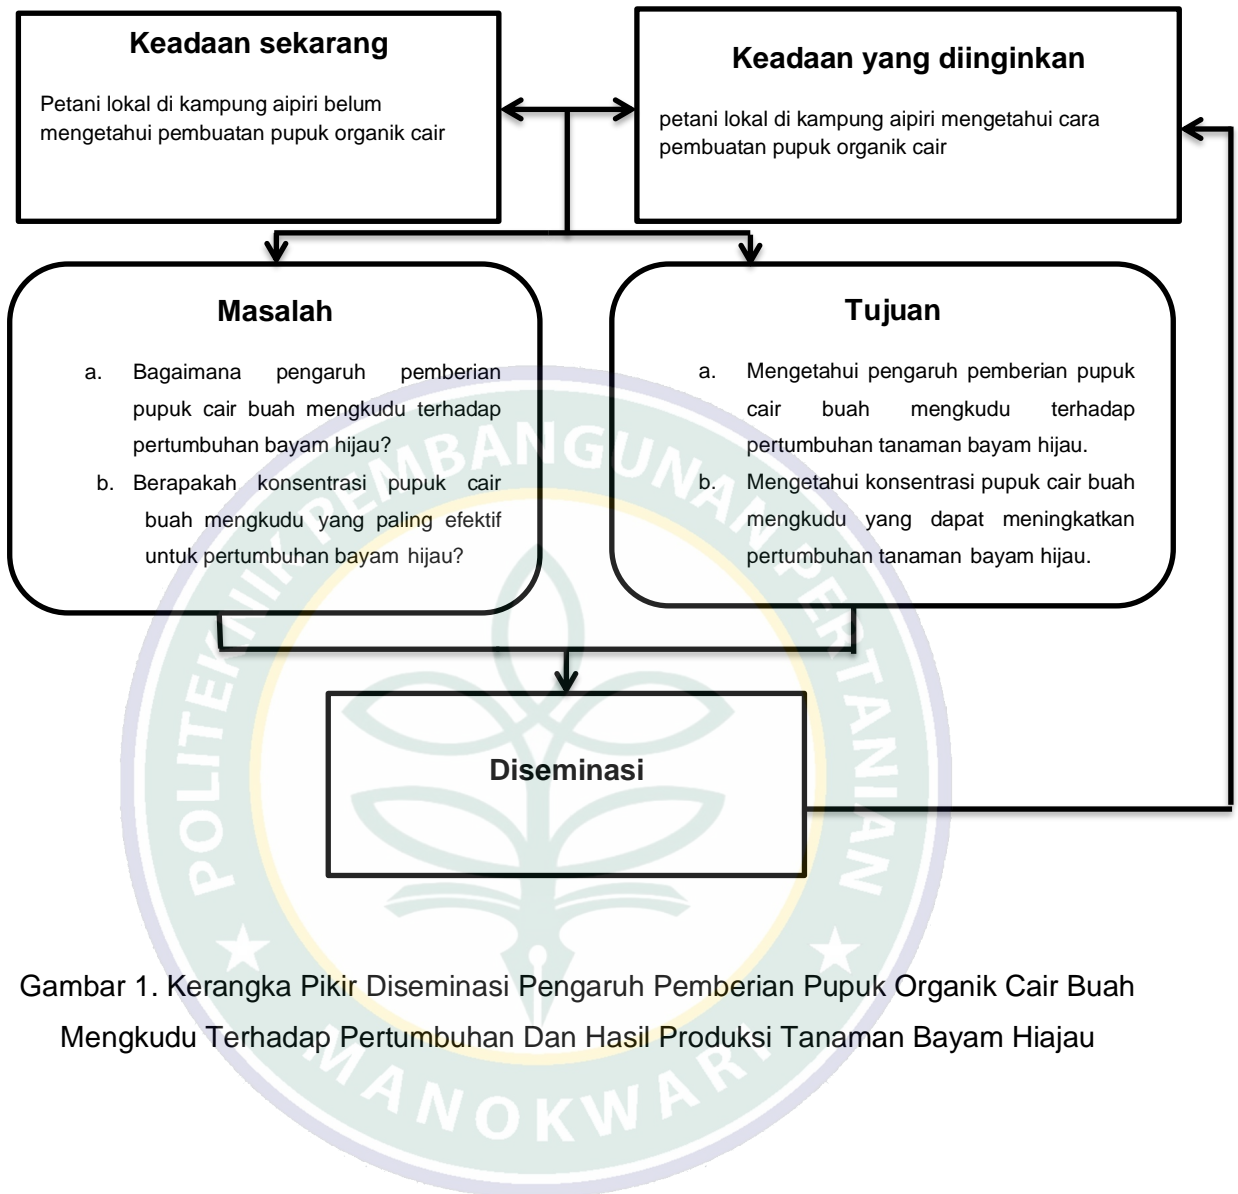 Keadaan sekarang
Petani lokal di kampung aipiri belum
mengetahui pembuatan pupuk organik cair
Keadaan yang diinginkan
petani lokal di kampung aipiri mengetahui cara
pembuatan pupuk organik cair
Masalah
a. Bagaimana pengaruh pemberian
pupuk cair buah mengkudu terhadap
pertumbuhan bayam hijau?
b. Berapakah konsentrasi pupuk cair
buah mengkudu yang paling efektif
untuk pertumbuhan bayam hijau?
Tujuan
a. Mengetahui pengaruh pemberian pupuk
cair buah mengkudu terhadap
pertumbuhan tanaman bayam hijau.
b. Mengetahui konsentrasi pupuk cair buah
mengkudu yang dapat meningkatkan
pertumbuhan tanaman bayam hijau.
Diseminasi
Gambar 1. Kerangka Pikir Diseminasi Pengaruh Pemberian Pupuk Organik Cair Buah
Mengkudu Terhadap Pertumbuhan Dan Hasil Produksi Tanaman Bayam Hiajau
POLITEKNIK PEMBANGUNAN PERTANIAN
MANOKWARI